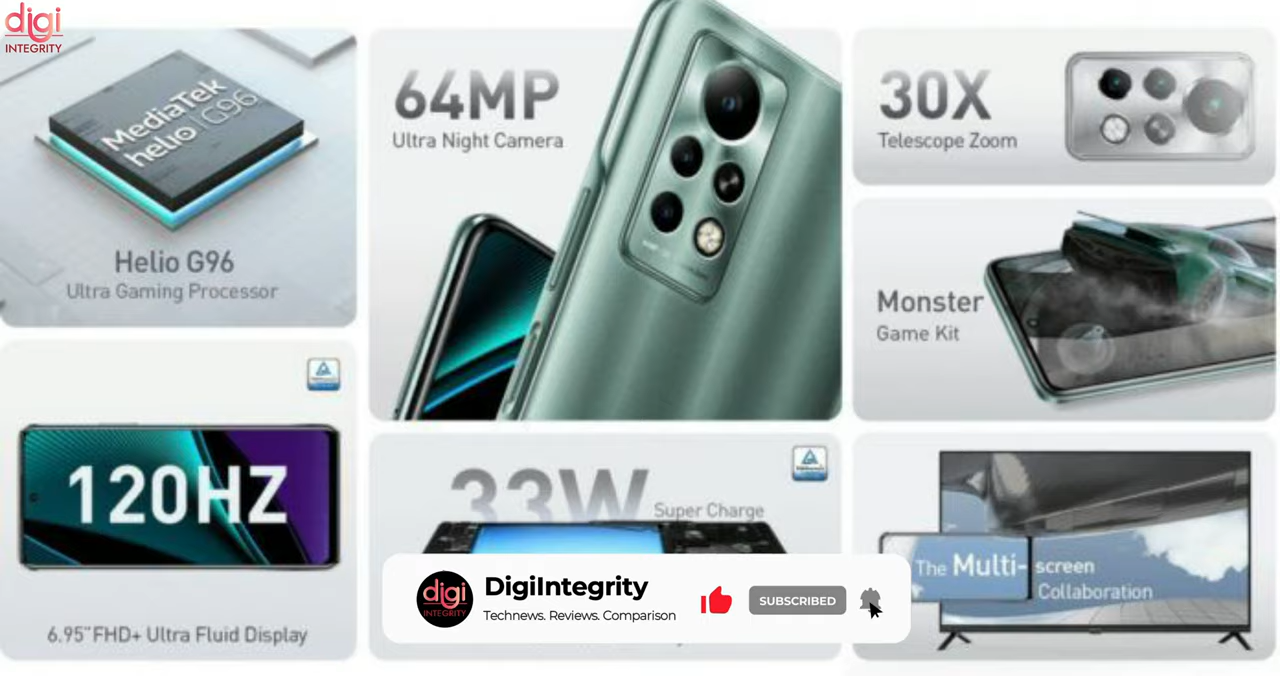 digi
INTEGRITY
MediaTek
helio G96
Helio G96
Ultra Gaming Processor
64MP
Ultra Night Camera
30X
Telescope Zoom
Monster
Game Kit
120HZ
6.95" FHD+ Ultra Fluid Display
33W
Super Charge
The Multi-screen
Collaboration
digi
INTEGRITY
DigiIntegrity
Technews. Reviews. Comparison
SUBSCRIBED